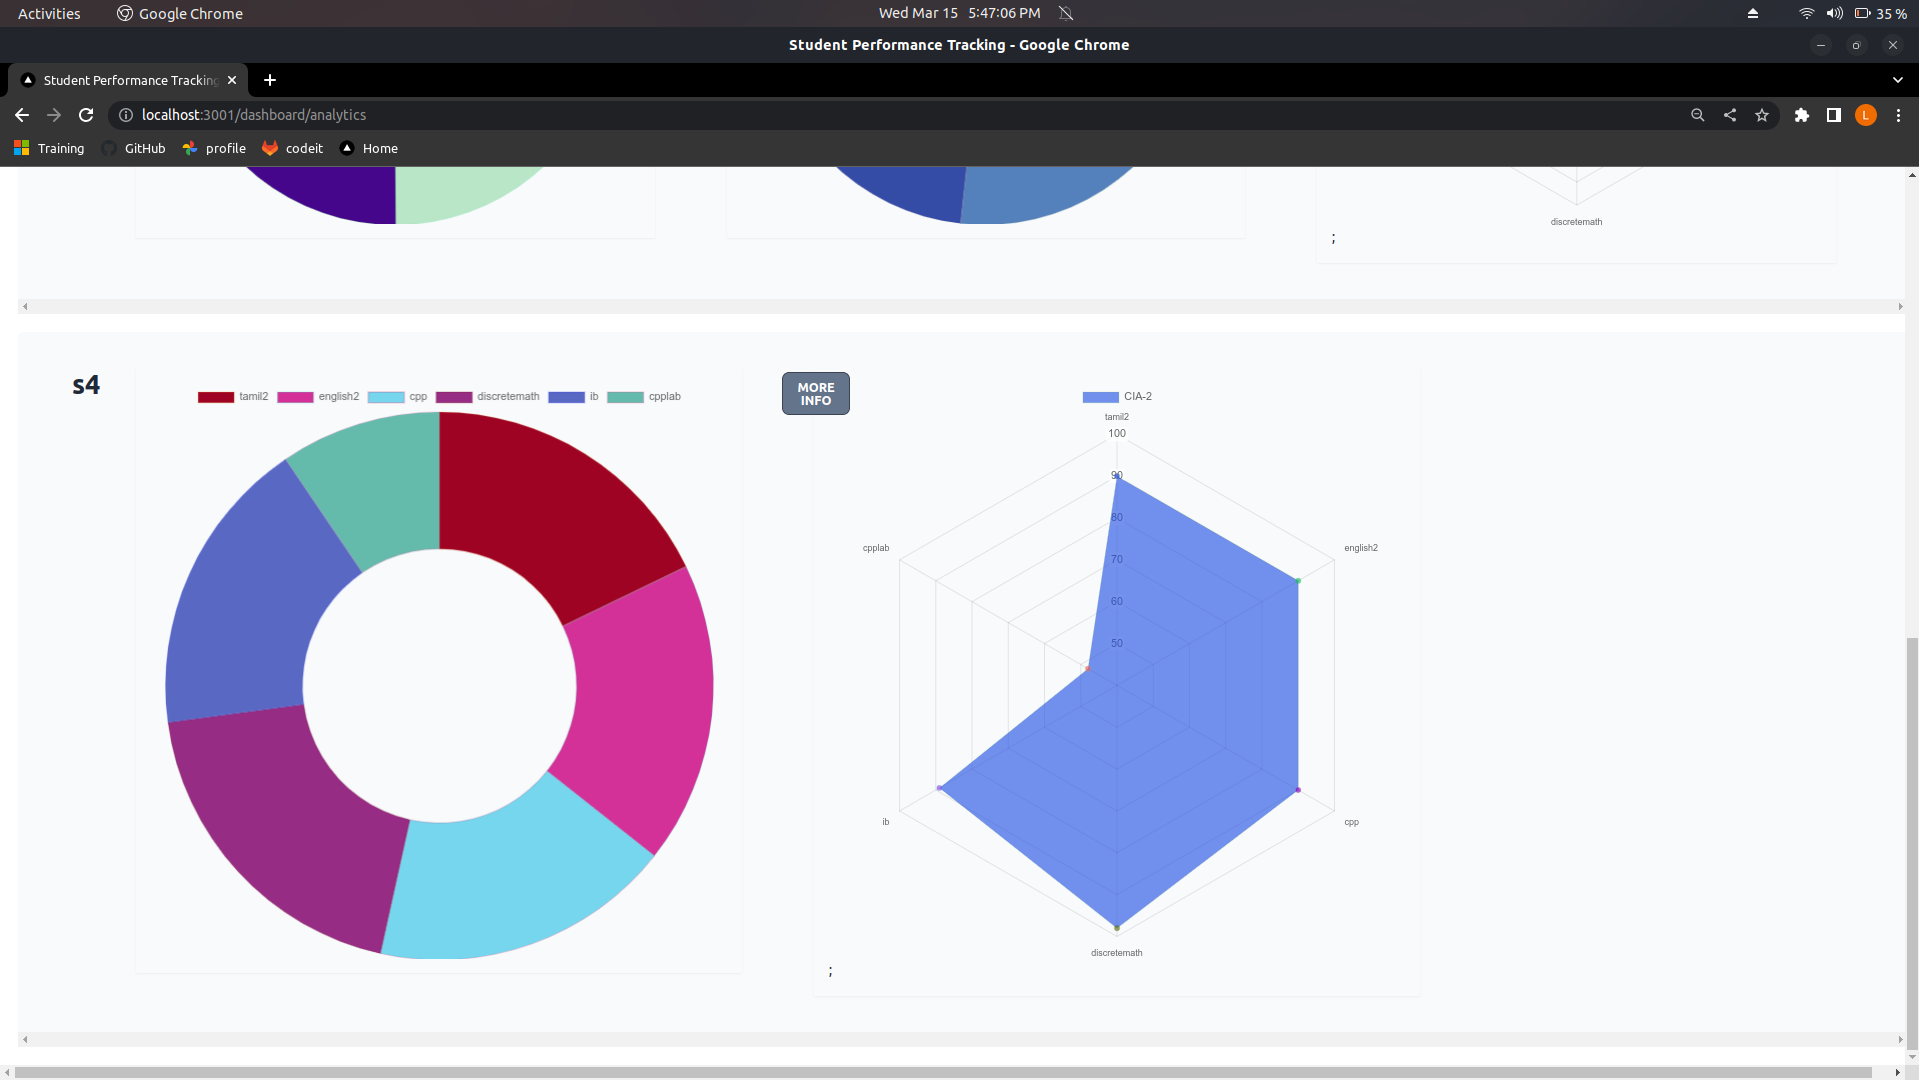 Activities Google Chrome Wed Mar 15 5:47:06 PM 35 %
Student Performance Tracking - Google Chrome
Student Performance Tracking
localhost:3001/dashboard/analytics L
Training GitHub profile codeit Home
discretemath
;
s4
tamil2 english2 cpp discretemath ib cpplab
MORE
INFO
CIA-2
tamil2
100
90
80
70
60
50
cpplab
english2
ib
cpp
discretemath
;